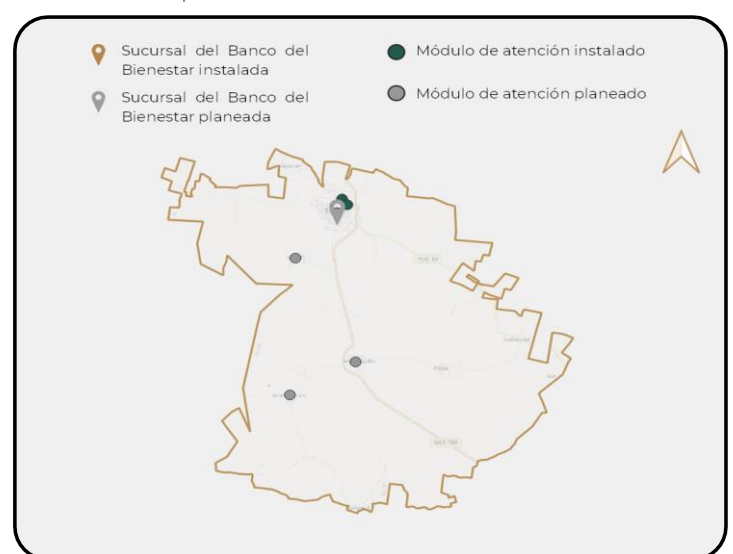 Sucursal del Banco del
Bienestar instalada
Sucursal del Banco del
Bienestar planeada
Módulo de atención instalado
Módulo de atención planeado